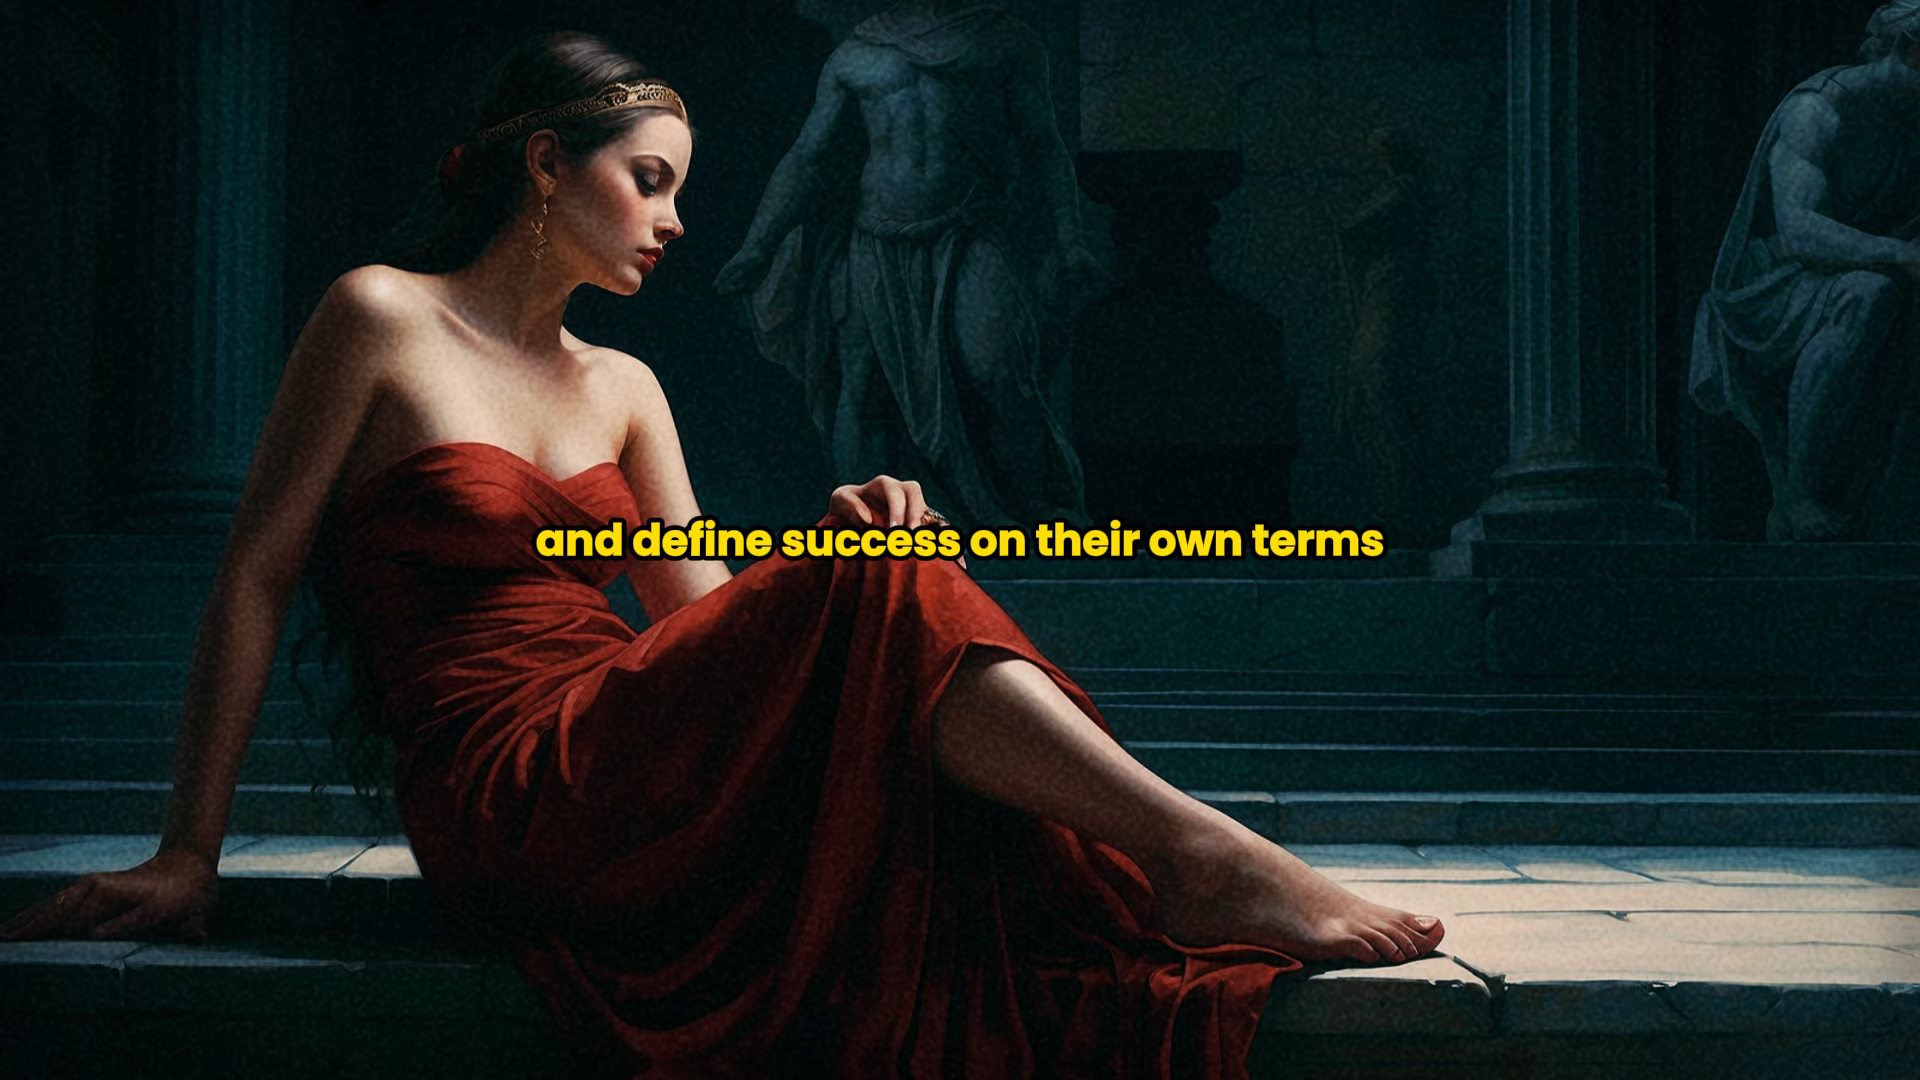 and define success on their own terms